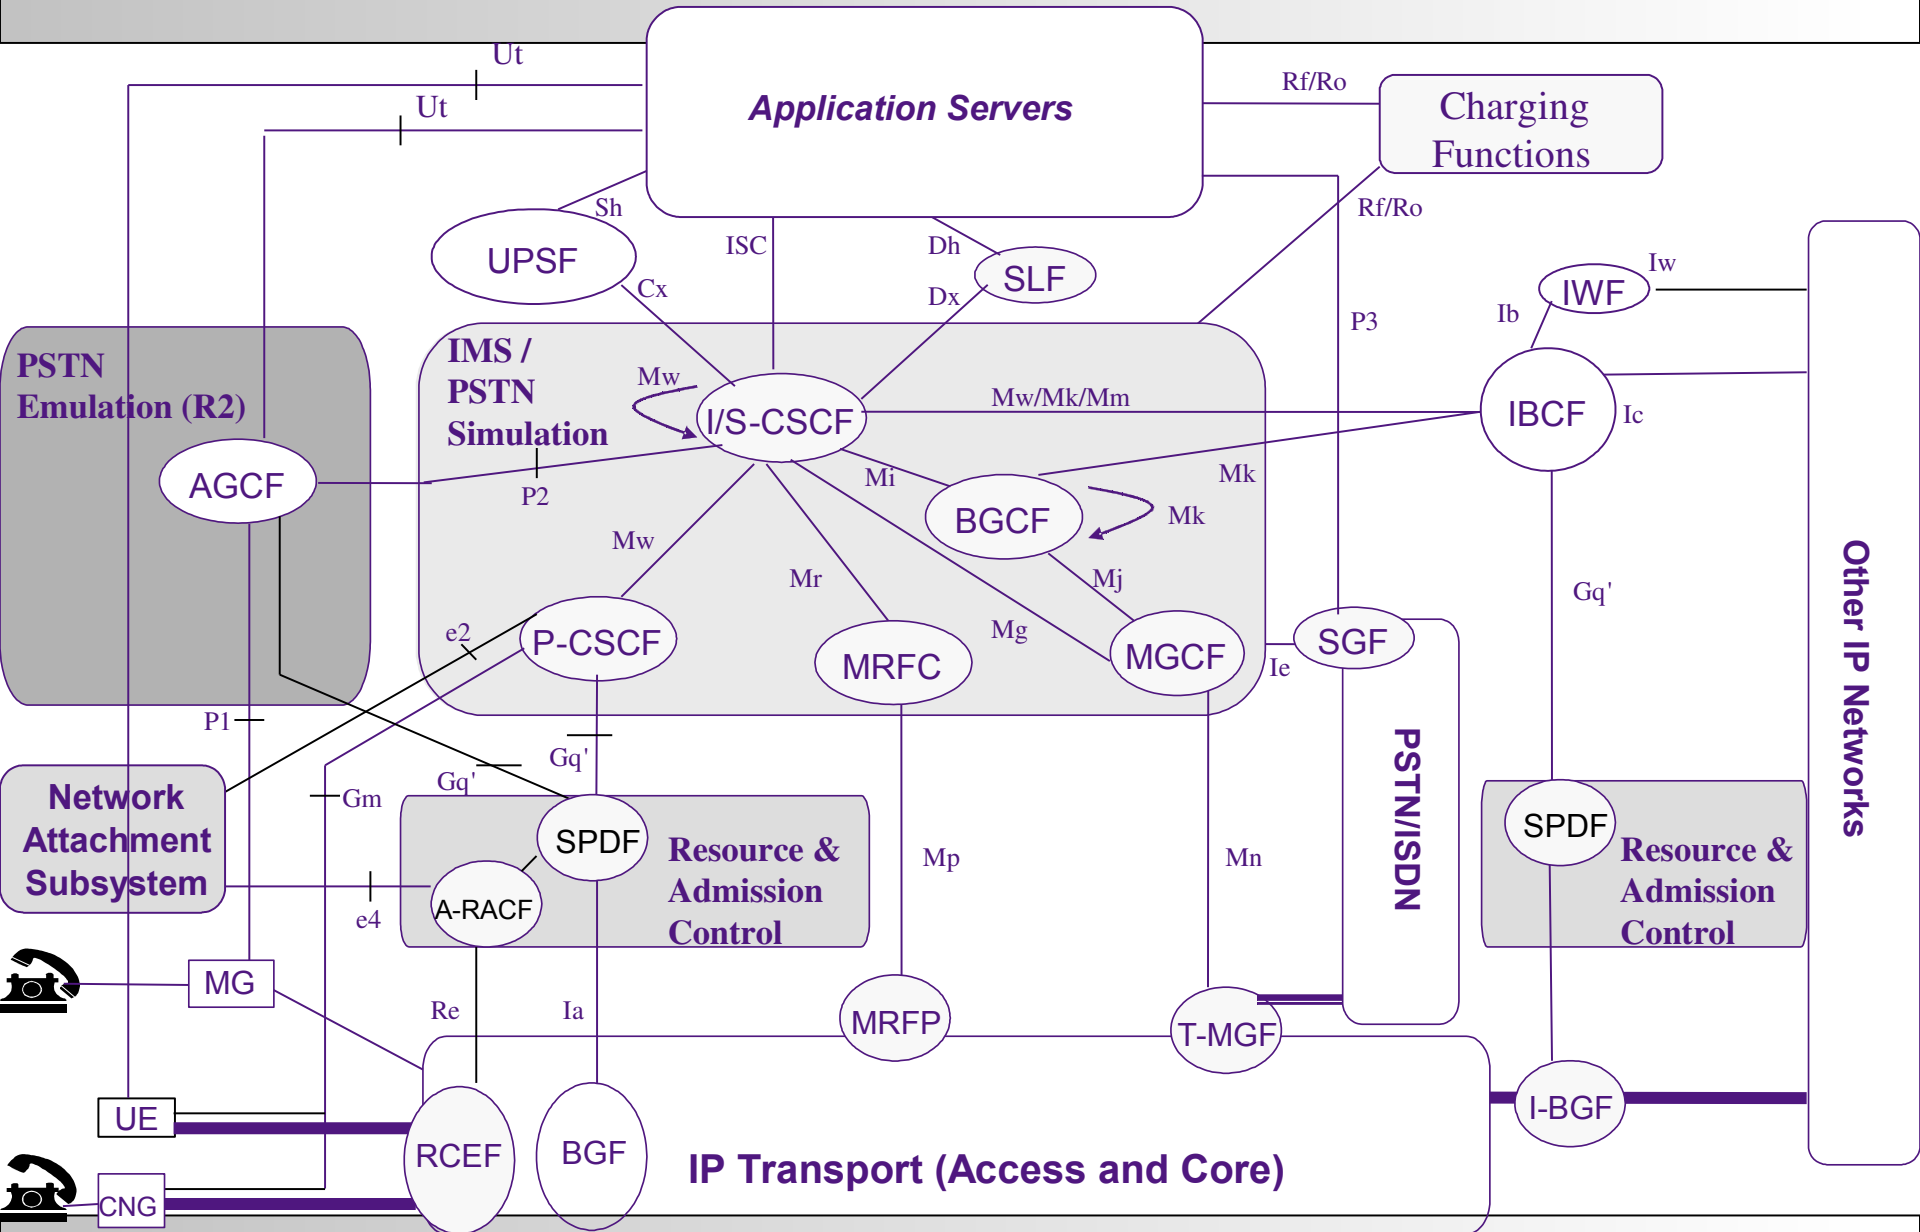 Ut
Ut
Application Servers
Rf/Ro
Charging
Functions
Sh
UPSF
ISC
Dh
SLF
Rf/Ro
Cx
Dx
Iw
IWF
Ib
P3
PSTN
Emulation (R2)
IMS /
PSTN
Simulation
Mw
I/S-CSCF
Mw/Mk/Mm
IBCF
Ic
AGCF
P2
Mi
Mk
BGCF
Mk
Mw
Mr
Mj
Gq'
Other IP Networks
e2
P-CSCF
MRFC
Mg
MGCF
Ie
SGF
P1
Gq'
Gq'
Gm
Network
Attachment
Subsystem
SPDF
Resource &
Admission
Control
A-RACF
e4
Mp
Mn
PSTN/ISDN
SPDF
Resource &
Admission
Control
MG
Re
Ia
MRFP
T-MGF
UE
I-BGF
RCEF
BGF
IP Transport (Access and Core)
CNG